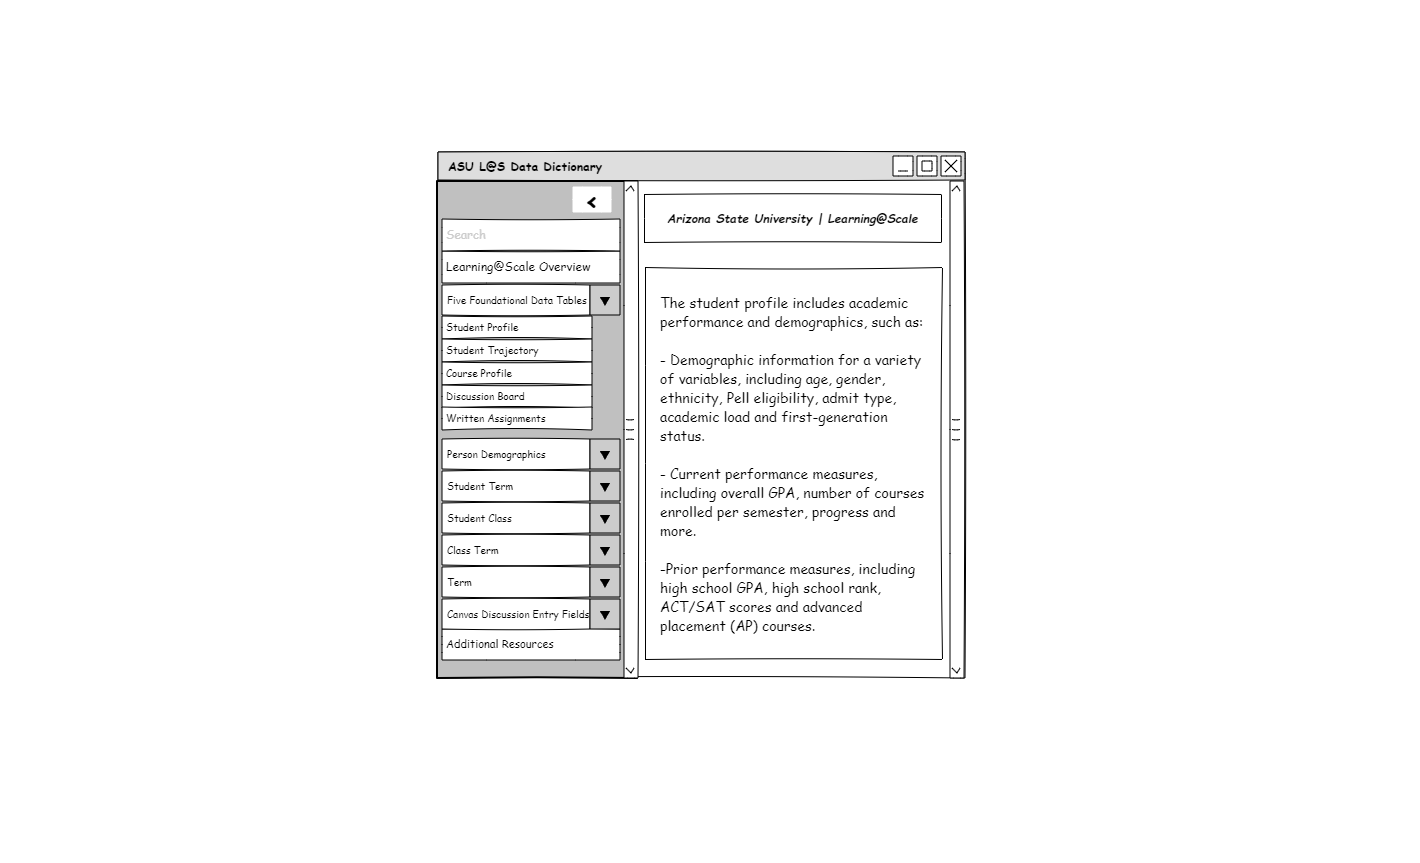 ASU L@S Data Dictionary
Search
Learning@Scale Overview
Five Foundational Data Tables
Student Profile
Student Trajectory
Course Profile
Discussion Board
Written Assignments
Person Demographics
Student Term
Student Class
Class Term
Term
Canvas Discussion Entry Fields
Additional Resources
Arizona State University | Learning@Scale
The student profile includes academic
performance and demographics, such as:
- Demographic information for a variety
of variables, including age, gender,
ethnicity, Pell eligibility, admit type,
academic load and first-generation
status.
- Current performance measures,
including overall GPA, number of courses
enrolled per semester, progress and
more.
-Prior performance measures, including
high school GPA, high school rank,
ACT/SAT scores and advanced
placement (AP) courses.